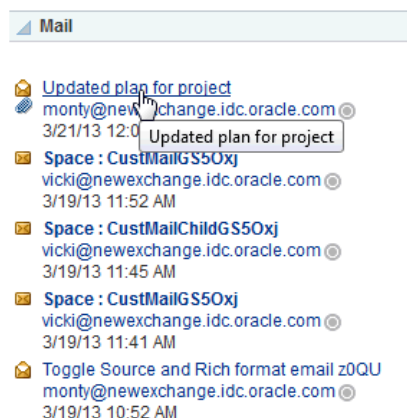 Mail
Updated plan for project
monty@new change.idc.oracle.com
3/21/13 12:0
Updated plan for project
Space : CustMailGS5Oxj
vicki@newexchange.idc.oracle.com
3/19/13 11:52 AM
Space : CustMailChildGS5Oxj
vicki@newexchange.idc.oracle.com
3/19/13 11:45 AM
Space : CustMailGS5Oxj
vicki@newexchange.idc.oracle.com
3/19/13 11:41 AM
Toggle Source and Rich format email z0QU
monty@newexchange.idc.oracle.com
3/19/13 10:52 AM